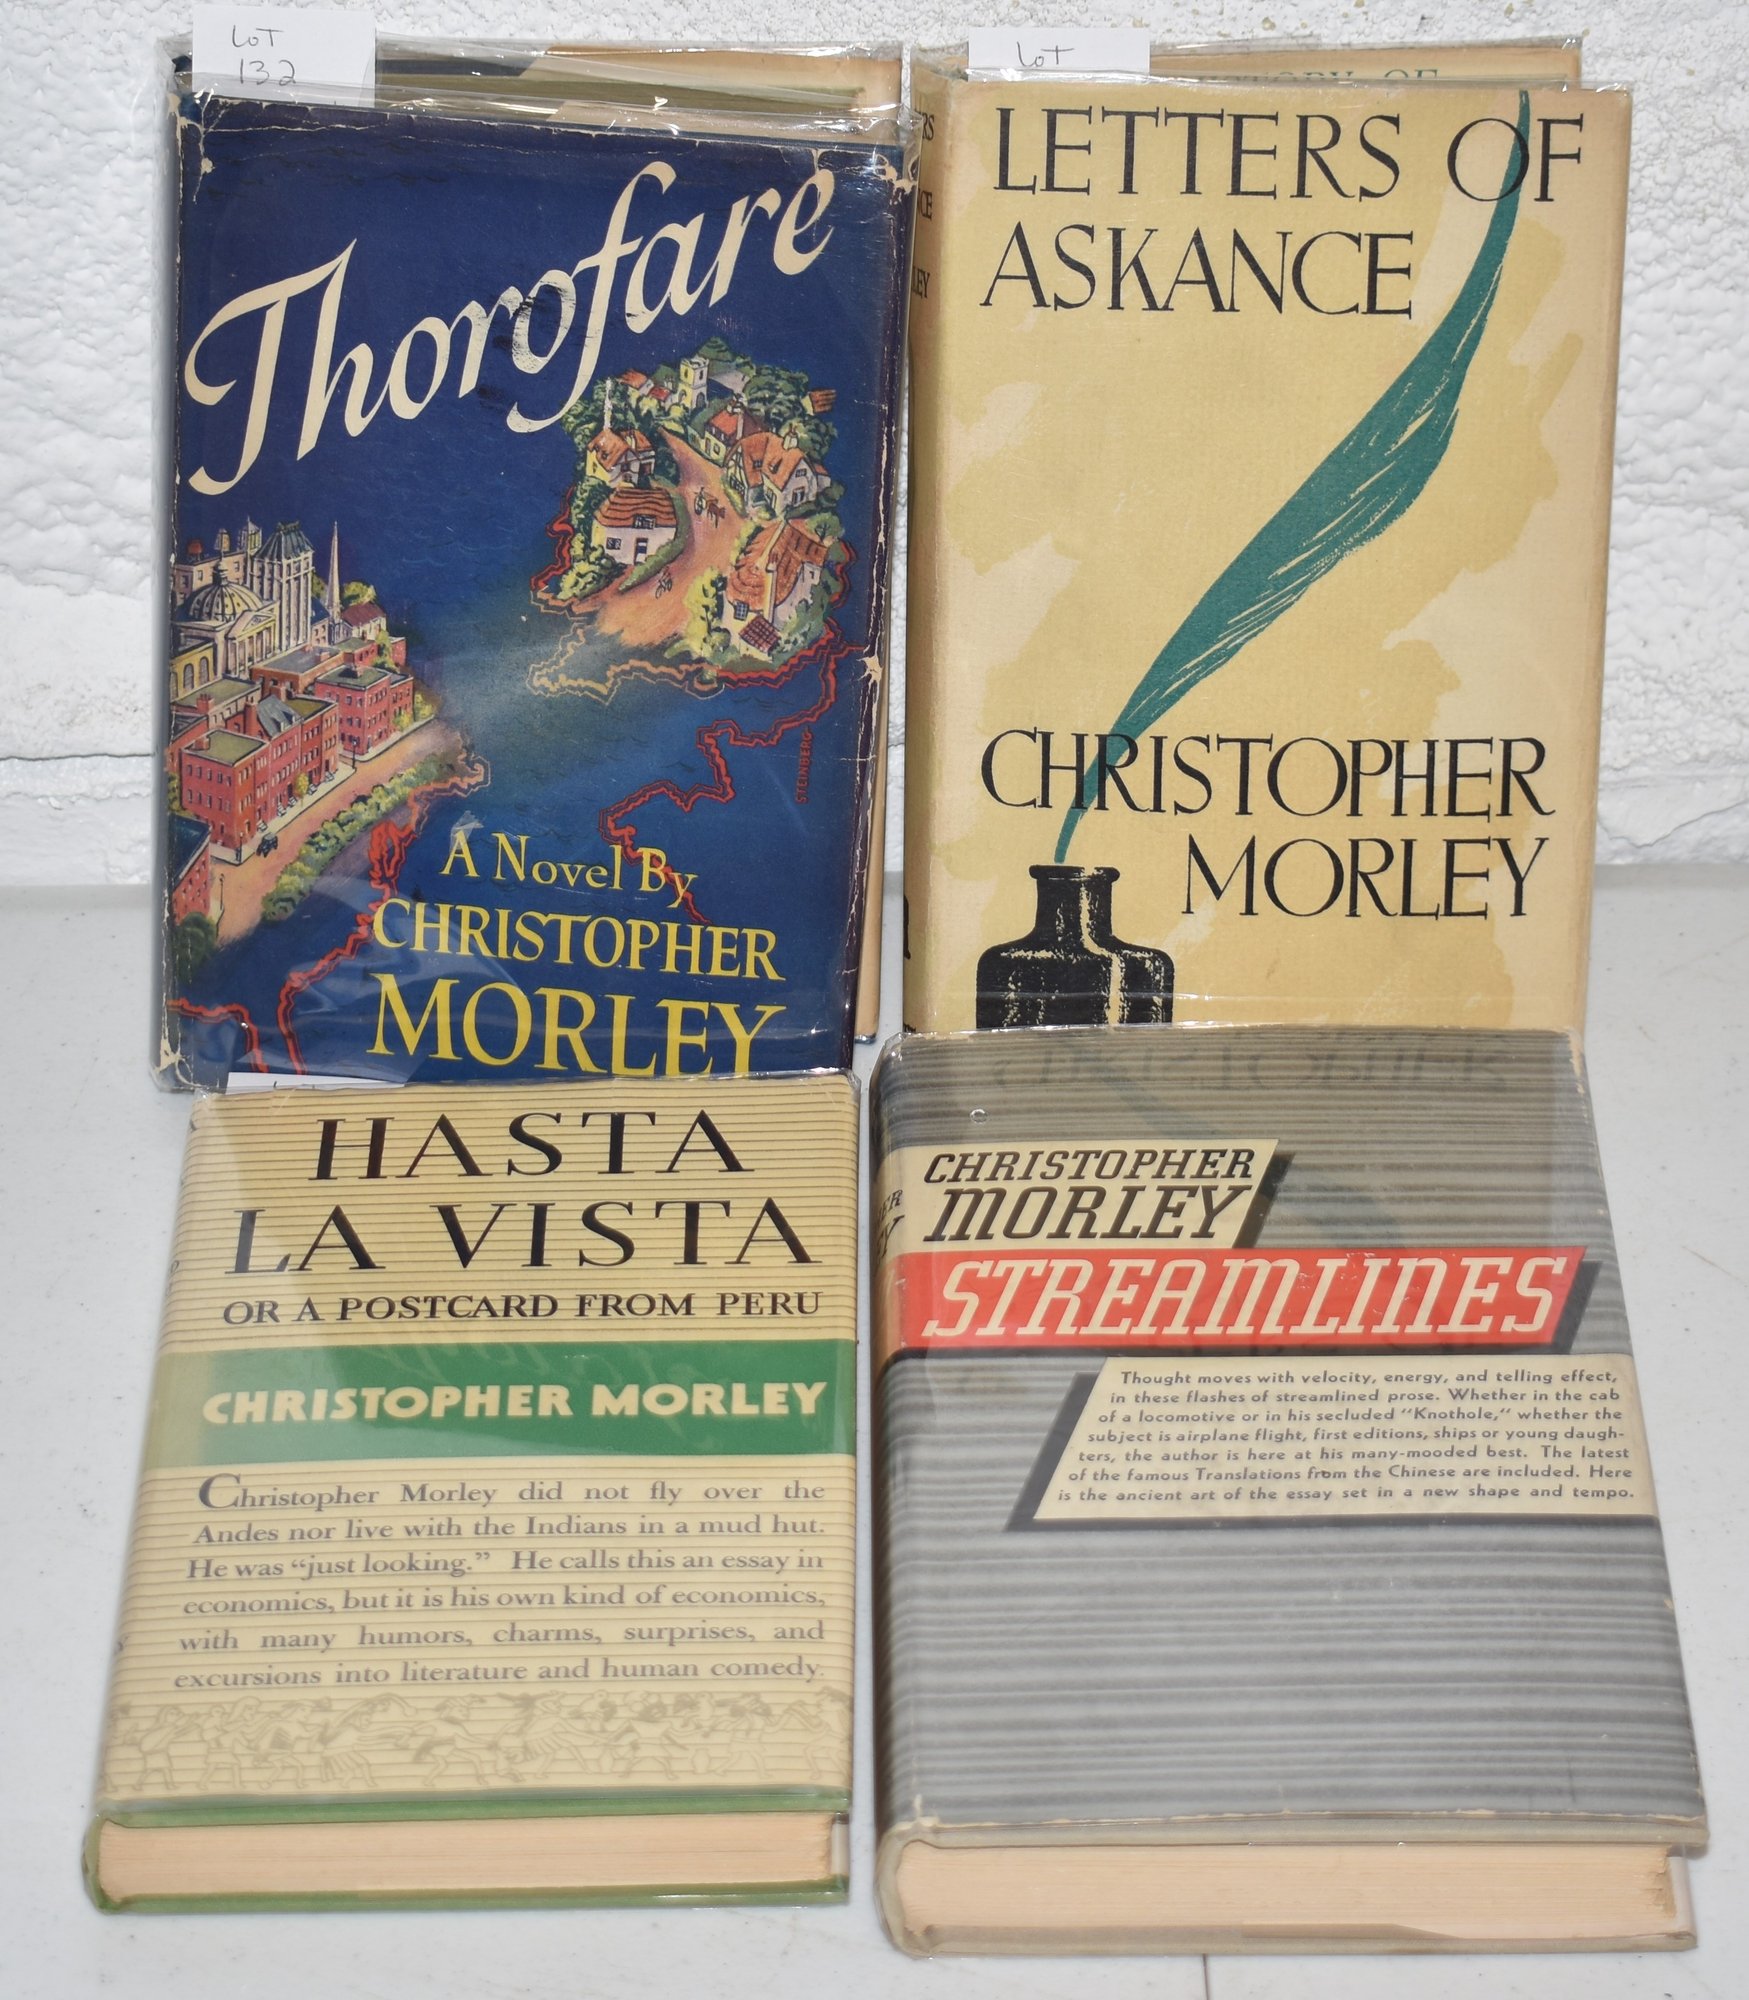 LOT
132
Thorofare
STEINBERG
A Novel By
CHRISTOPHER
MORLEY
LOT
LETTERS OF
ASKANCE
CHRISTOPHER
MORLEY
HASTA
LA VISTA
OR A POSTCARD FROM PERU
CHRISTOPHER MORLEY
Christopher Morley did not fly over the
Andes nor live with the Indians in a mud hut.
He was “just looking.” He calls this an essay in
economics, but it is his own kind of economics,
with many humors, charms, surprises, and
excursions into literature and human comedy.
CHRISTOPHER
MORLEY
STREAMLINES
Thought moves with velocity, energy, and telling effect,
in these flashes of streamlined prose. Whether in the cab
of a locomotive or in his secluded "Knothole," whether the
subject is airplane flight, first editions, ships or young daugh-
ters, the author is here at his many-mooded best. The latest
of the famous Translations from the Chinese are included. Here
is the ancient art of the essay set in a new shape and tempo.